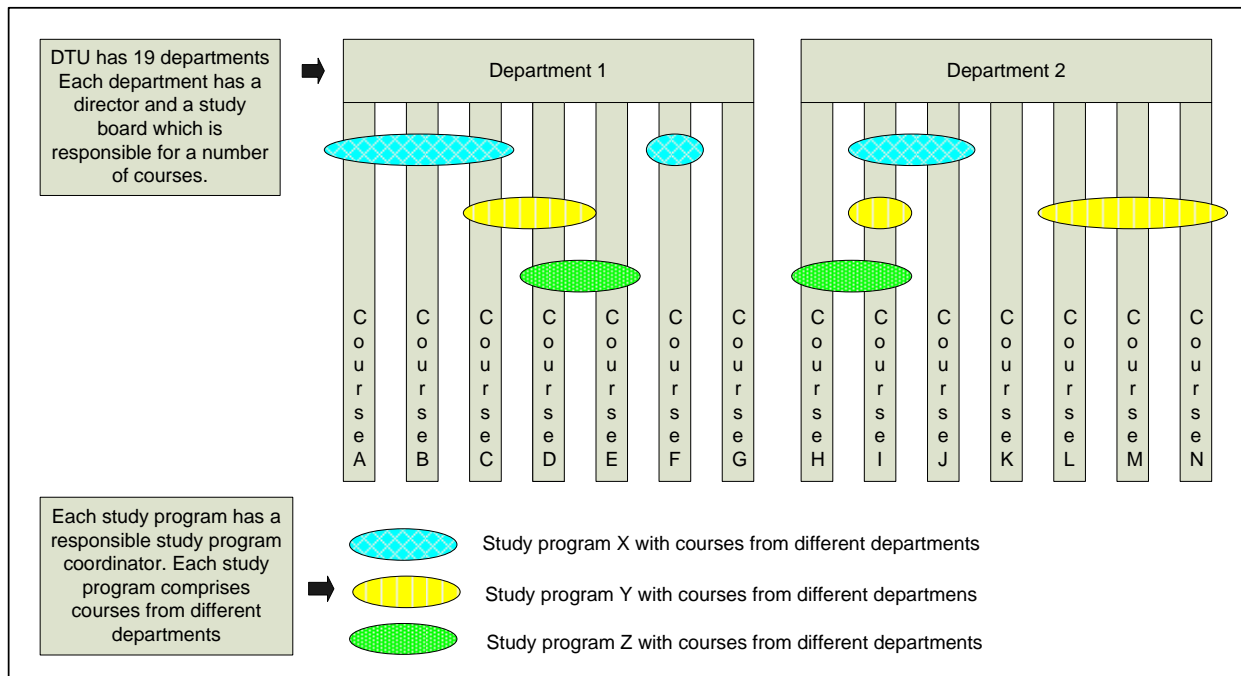 DTU has 19 departments
Each department has a
director and a study
board which is
responsible for a number
of courses.
Department 1
Department 2
Course A
Course B
Course C
Course D
Course E
Course F
Course G
Course H
Course I
Course J
Course K
Course L
Course M
Course N
Each study program has a
responsible study program
coordinator. Each study
program comprises
courses from different
departments
Study program X with courses from different departments
Study program Y with courses from different departmens
Study program Z with courses from different departments